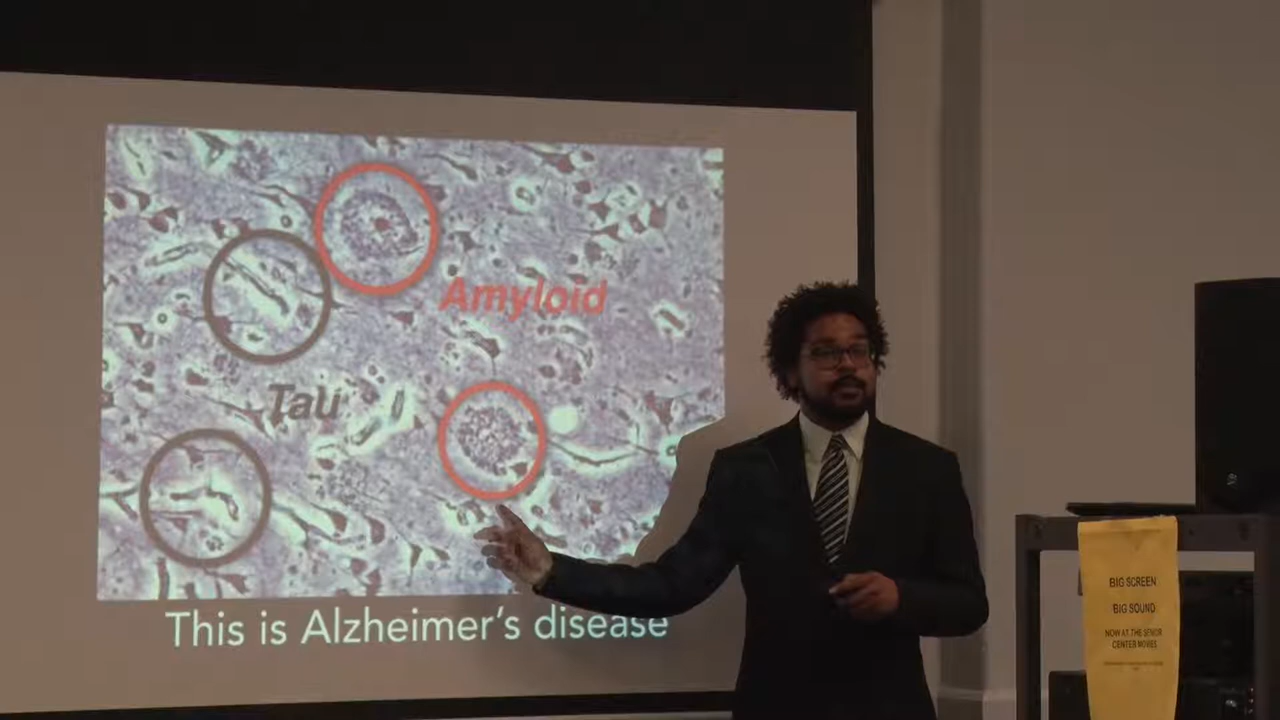 Amyloid
Tau
This is Alzheimer's disease
BIG SCREEN
BIG SOUND
NOW AT THE SENIOR
CENTER MOVIES